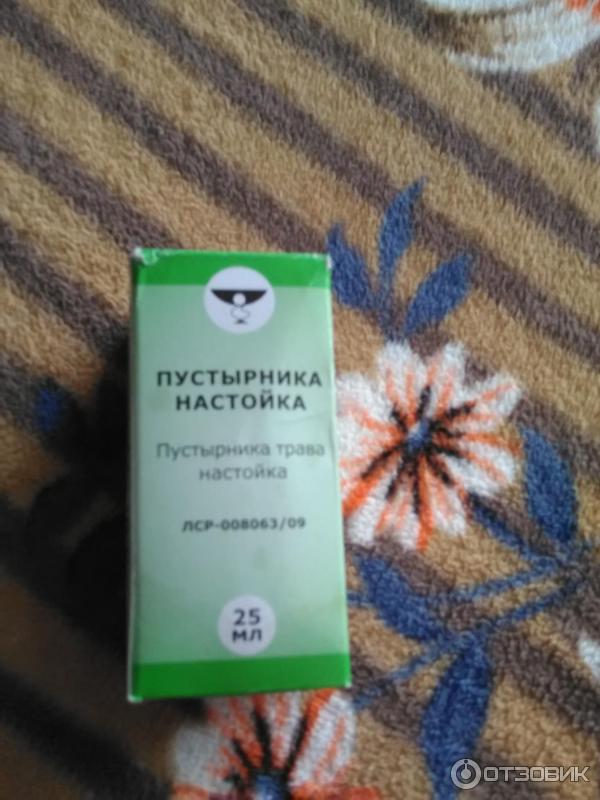 ПУСТЫРНИКА
НАСТОЙКА
Пустырника трава
настойка
ЛСР-008063/09
25
МЛ
ОТЗОВИК